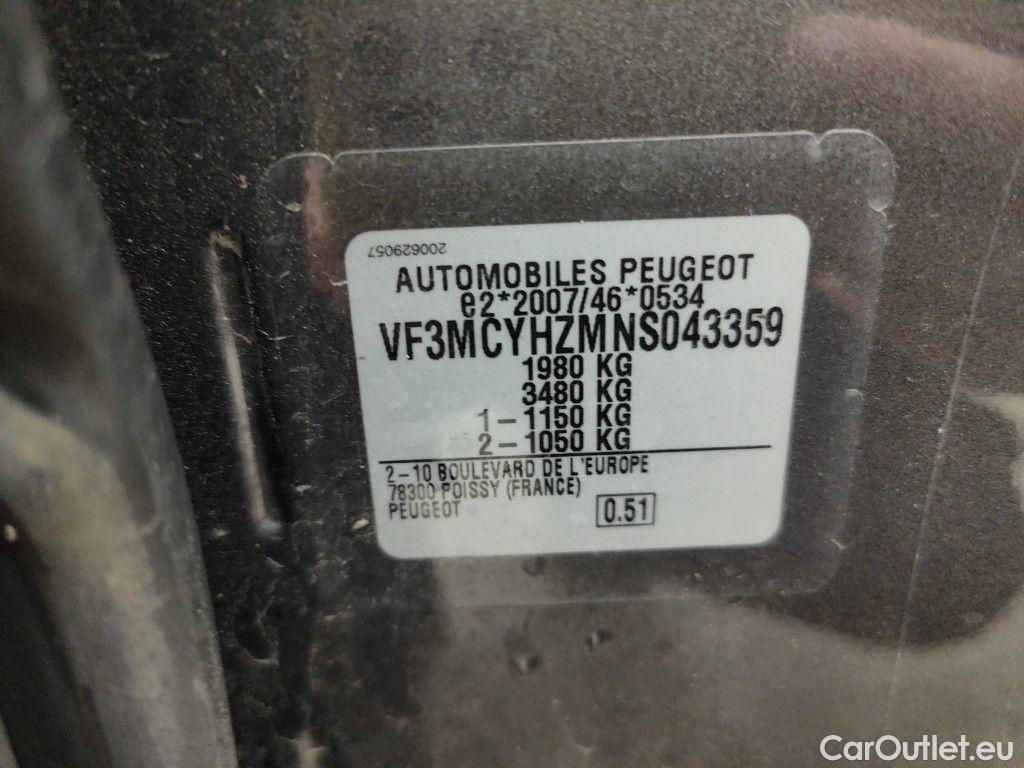 200629057
AUTOMOBILES PEUGEOT
e2*2007/46*0534
VF3MCYHZMNS043359
1980 KG
3480 KG
1-1150 KG
2-1050 KG
2-10 BOULEVARD DE L'EUROPE
78300 POISSY (FRANCE)
PEUGEOT
0.51
CarOutlet.eu